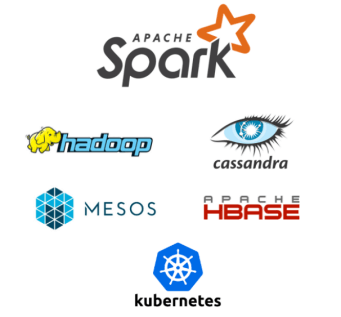 APACHE
Spark
hadoop
cassandra
MESOS
APACHE
HBASE
kubernetes